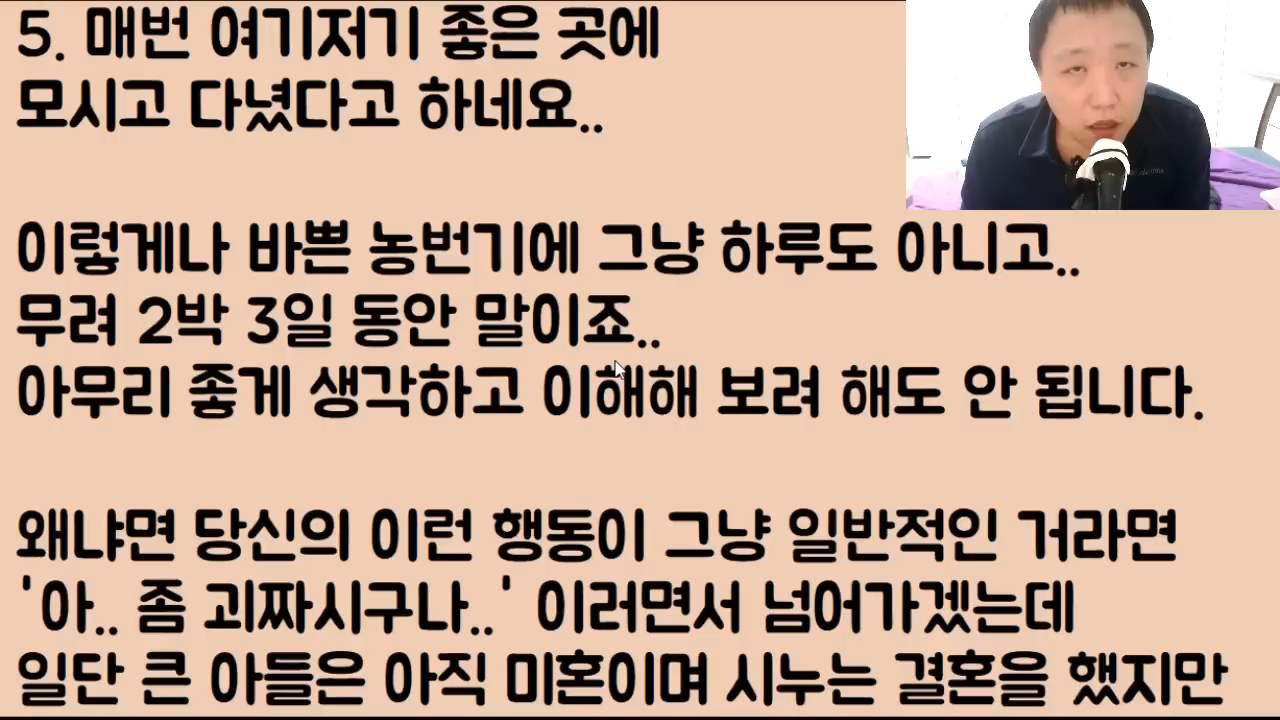 5. 매번 여기저기 좋은 곳에
모시고 다녔다고 하네요..
이렇게나 바쁜 농번기에 그냥 하루도 아니고..
무려 2박 3일 동안 말이죠..
아무리 좋게 생각하고 이해해 보려 해도 안 됩니다.
왜냐면 당신의 이런 행동이 그냥 일반적인 거라면
'아.. 좀 괴짜시구나..' 이러면서 넘어가겠는데
일단 큰 아들은 아직 미혼이며 시누는 결혼을 했지만